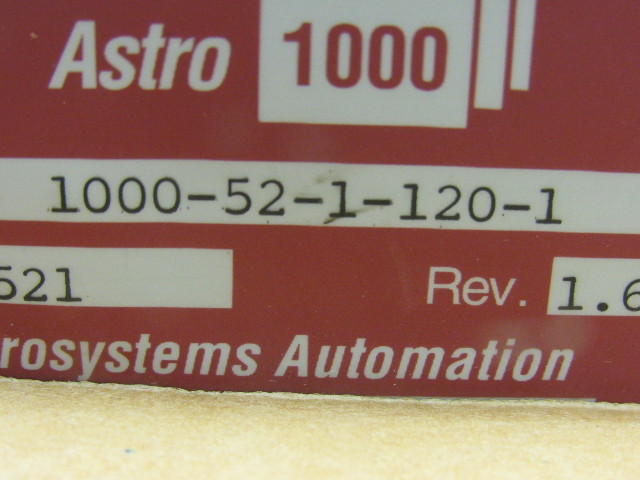 Astro 1000
1000-52-1-120-1
521 Rev. 1.6
rosystems Automation